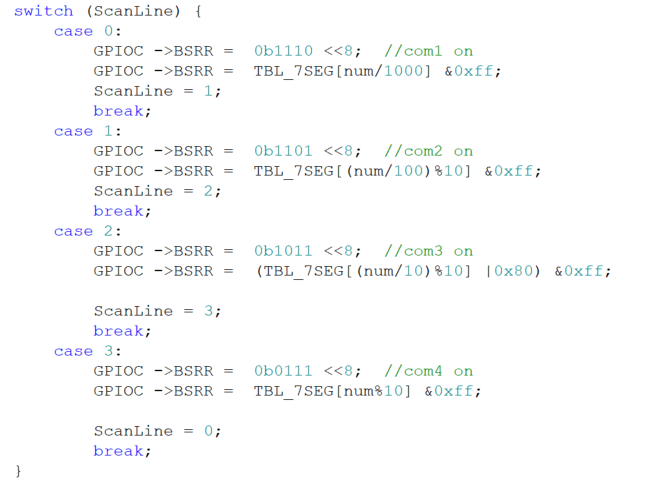 switch (ScanLine) {
    case 0:
        GPIOC ->BSRR =  0b1110 <<8;  //com1 on
        GPIOC ->BSRR =  TBL_7SEG[num/1000] &0xff;
        ScanLine = 1;
        break;
    case 1:
        GPIOC ->BSRR =  0b1101 <<8;  //com2 on
        GPIOC ->BSRR =  TBL_7SEG[(num/100)%10] &0xff;
        ScanLine = 2;
        break;
    case 2:
        GPIOC ->BSRR =  0b1011 <<8;  //com3 on
        GPIOC ->BSRR =  (TBL_7SEG[(num/10)%10] |0x80) &0xff;
        ScanLine = 3;
        break;
    case 3:
        GPIOC ->BSRR =  0b0111 <<8;  //com4 on
        GPIOC ->BSRR =  TBL_7SEG[num%10] &0xff;
        ScanLine = 0;
        break;
}